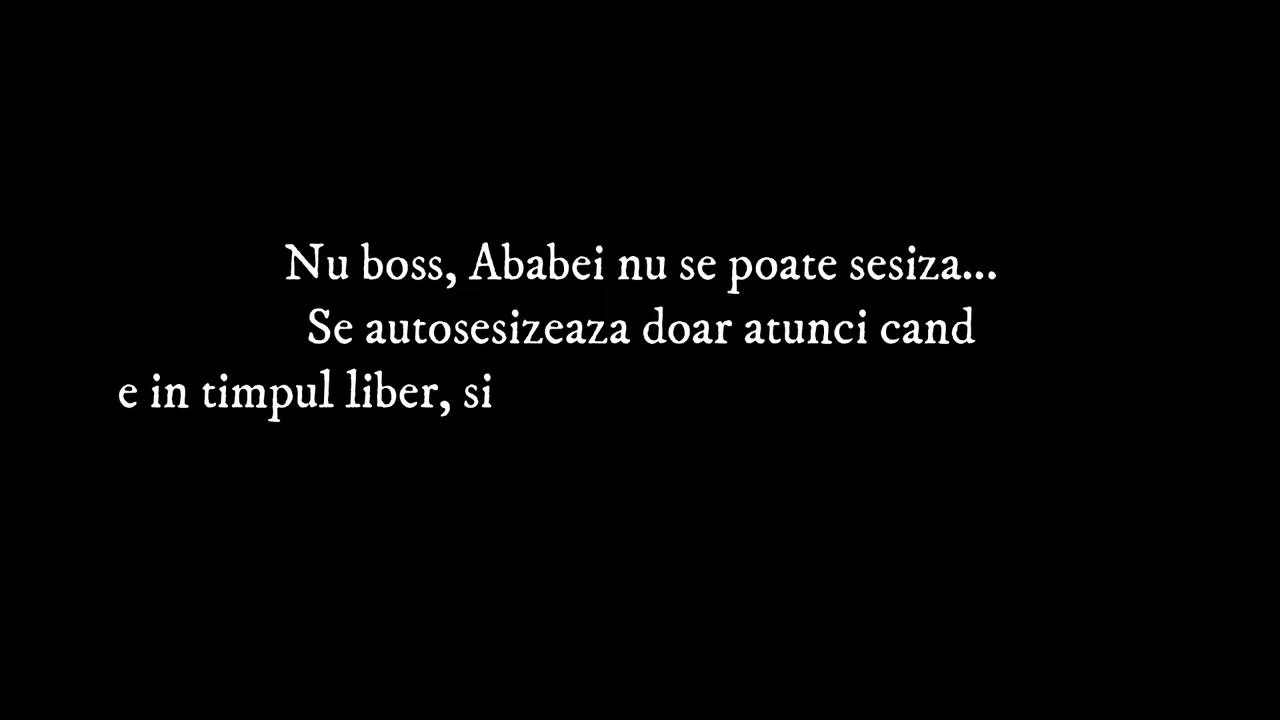 Nu boss, Ababei nu se poate sesiza...
Se autosesizeaza doar atunci cand
e in timpul liber, si